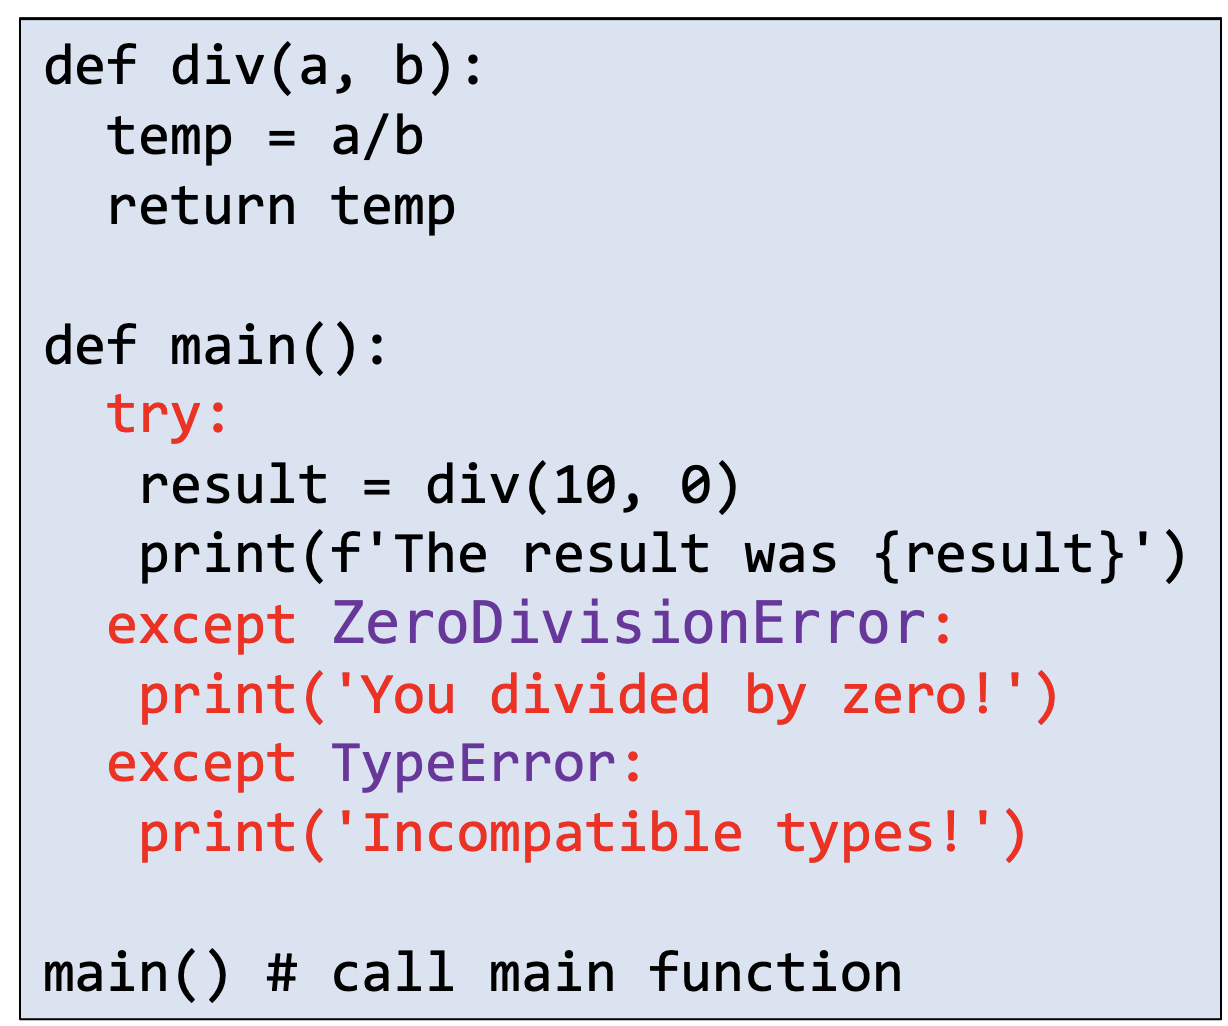 def div(a, b):
  temp = a/b
  return temp

def main():
  try:
   result = div(10, 0)
   print(f'The result was {result}')
  except ZeroDivisionError:
   print('You divided by zero!')
  except TypeError:
   print('Incompatible types!')

main() # call main function